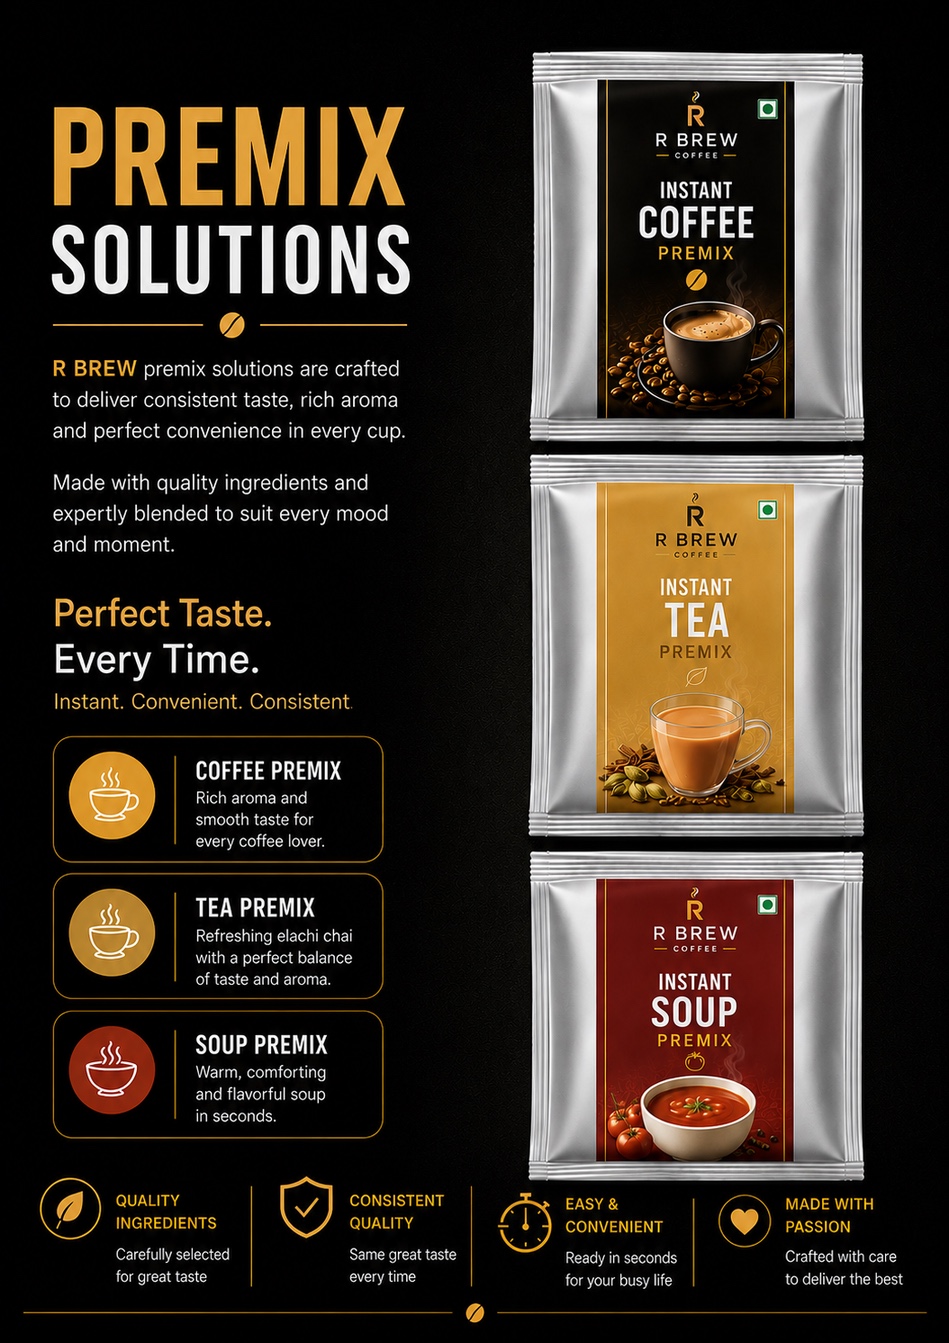 PREMIX
SOLUTIONS
R BREW premix solutions are crafted
to deliver consistent taste, rich aroma
and perfect convenience in every cup.
Made with quality ingredients and
expertly blended to suit every mood
and moment.
Perfect Taste.
Every Time.
Instant. Convenient. Consistent.
COFFEE PREMIX
Rich aroma and
smooth taste for
every coffee lover.
TEA PREMIX
Refreshing elachi chai
with a perfect balance
of taste and aroma.
SOUP PREMIX
Warm, comforting
and flavorful soup
in seconds.
R
R BREW
COFFEE
INSTANT
COFFEE
PREMIX
R
R BREW
COFFEE
INSTANT
TEA
PREMIX
R
R BREW
COFFEE
INSTANT
SOUP
PREMIX
QUALITY
INGREDIENTS
Carefully selected
for great taste
CONSISTENT
QUALITY
Same great taste
every time
EASY &
CONVENIENT
Ready in seconds
for your busy life
MADE WITH
PASSION
Crafted with care
to deliver the best